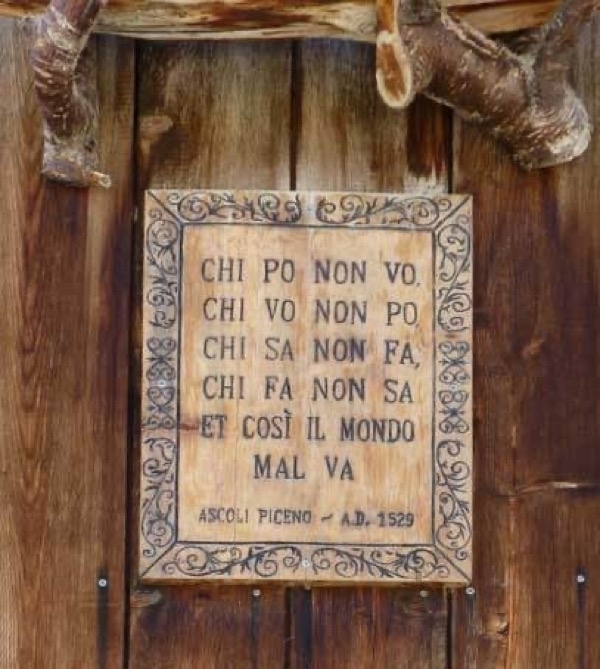 CHI PO NON VO,
CHI VO NON PO,
CHI SA NON FA,
CHI FA NON SA
ET COSÌ IL MONDO
MAL VA
ASCOLI PICENO ~ A.D. 1529